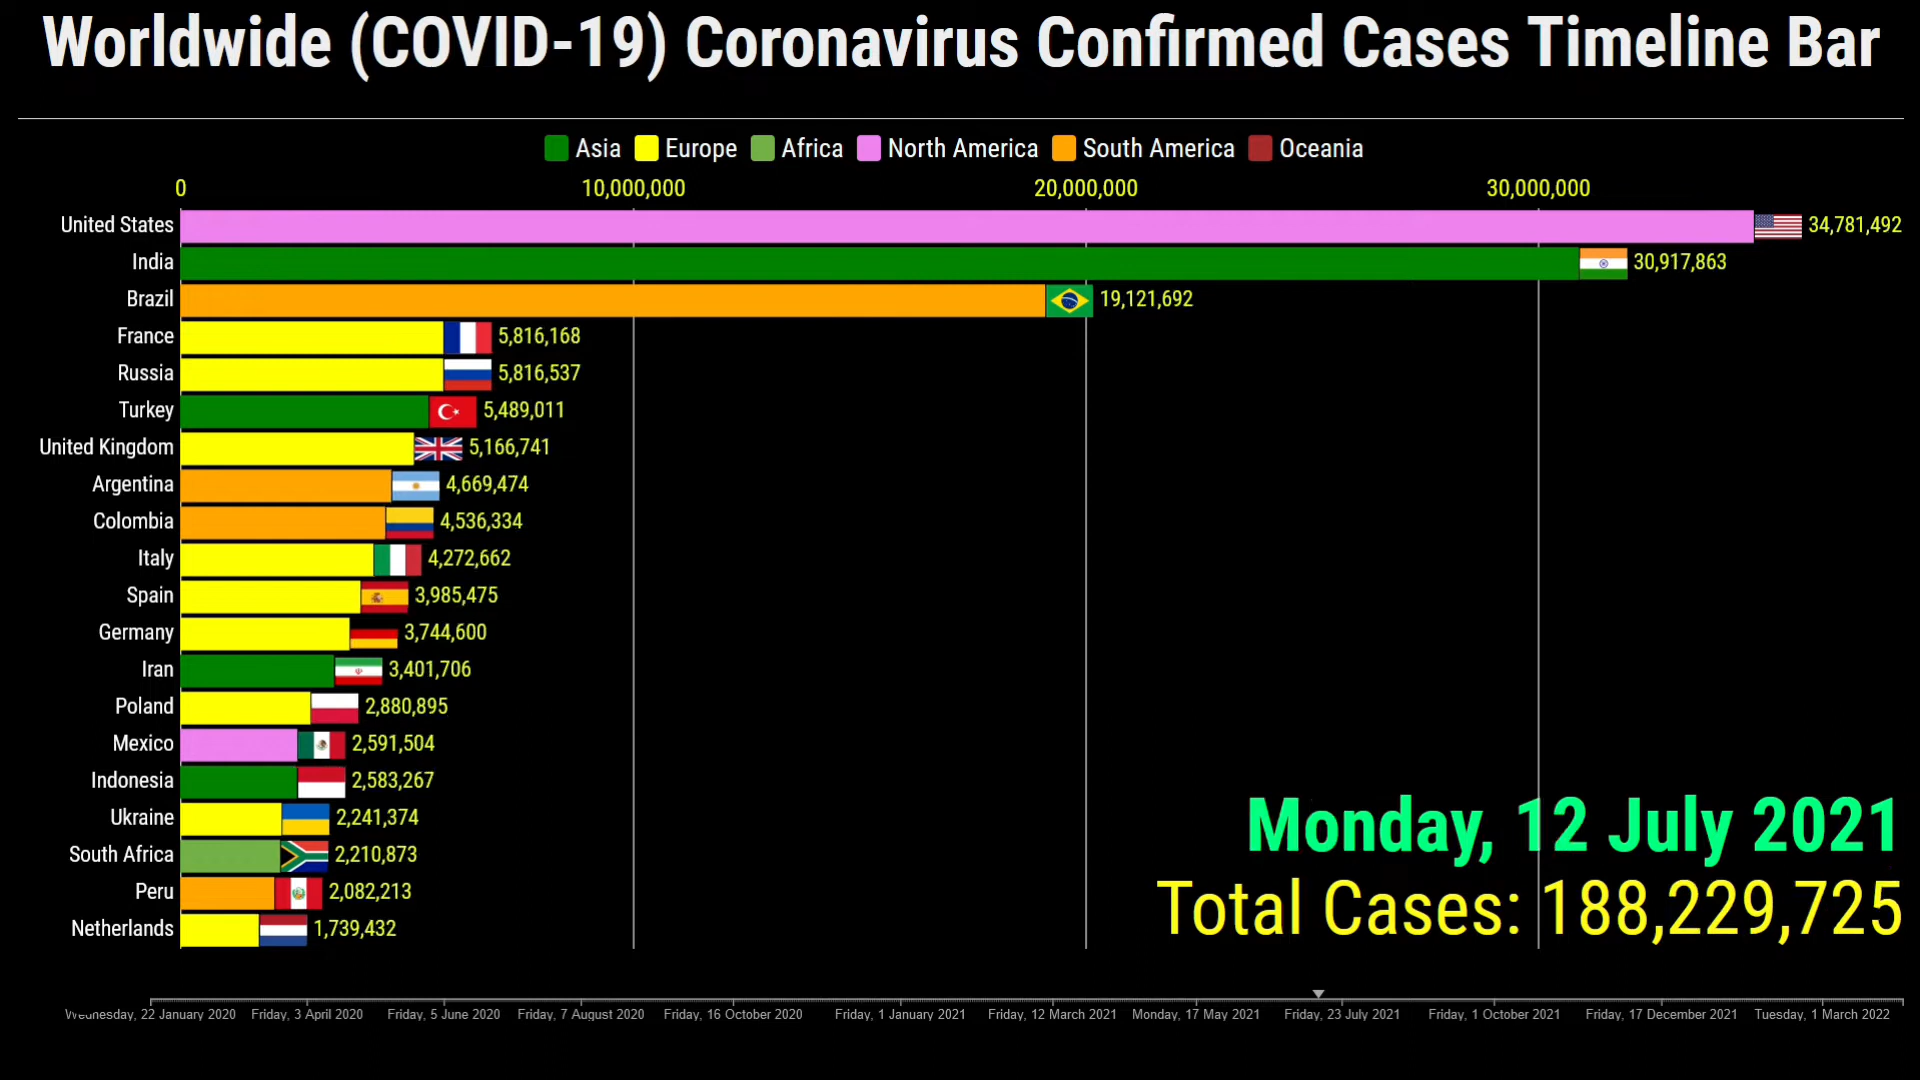 Worldwide (COVID-19) Coronavirus Confirmed Cases Timeline Bar
Asia Europe Africa North America South America Oceania
0 10,000,000 20,000,000 30,000,000
United States 34,781,492
India 30,917,863
Brazil 19,121,692
France 5,816,168
Russia 5,816,537
Turkey 5,489,011
United Kingdom 5,166,741
Argentina 4,669,474
Colombia 4,536,334
Italy 4,272,662
Spain 3,985,475
Germany 3,744,600
Iran 3,401,706
Poland 2,880,895
Mexico 2,591,504
Indonesia 2,583,267
Ukraine 2,241,374
South Africa 2,210,873
Peru 2,082,213
Netherlands 1,739,432
Monday, 12 July 2021
Total Cases: 188,229,725
Wednesday, 22 January 2020 Friday, 3 April 2020 Friday, 5 June 2020 Friday, 7 August 2020 Friday, 16 October 2020 Friday, 1 January 2021 Friday, 12 March 2021 Monday, 17 May 2021 Friday, 23 July 2021 Friday, 1 October 2021 Friday, 17 December 2021 Tuesday, 1 March 2022